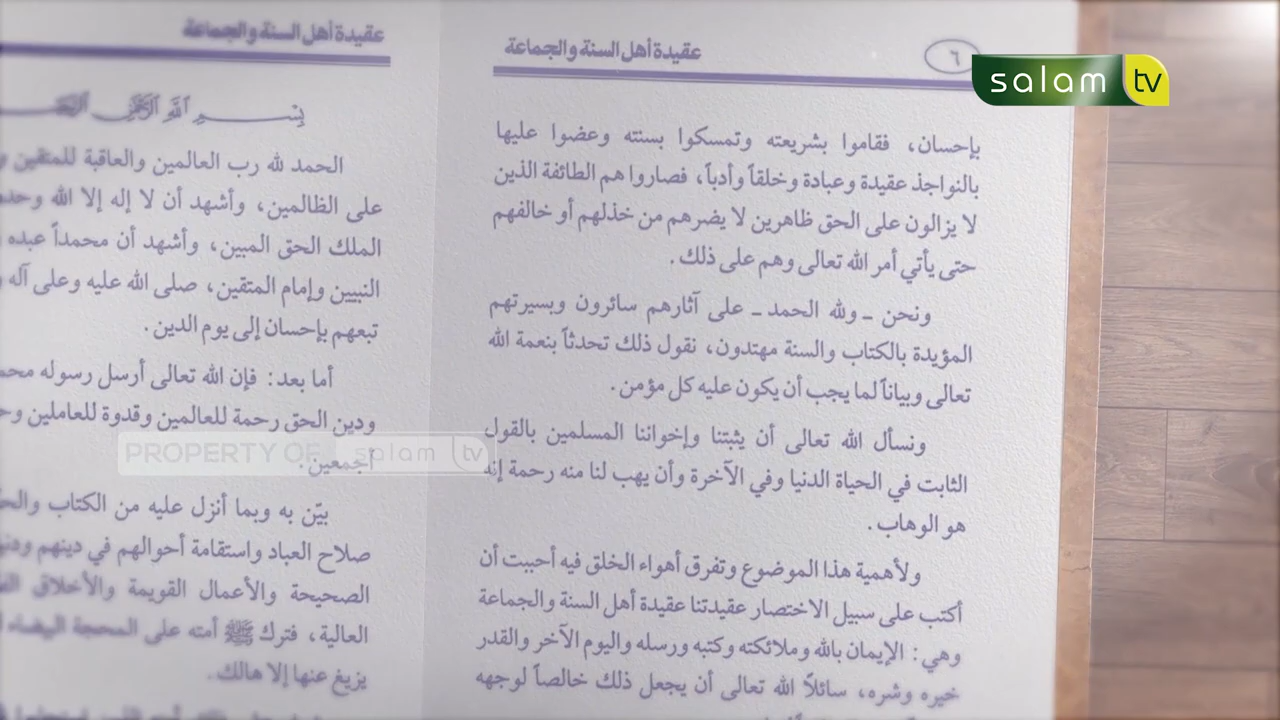 salam tv
٦
عقيدة أهل السنة والجماعة
بإحسان، فقاموا بشريعته وتمسكوا بسنته وعضوا عليها
بالنواجذ عقيدة وعبادة وخلقاً وأدباً، فصاروا هم الطائفة الذين
لا يزالون على الحق ظاهرين لا يضرهم من خذلهم أو خالفهم
حتى يأتي أمر الله تعالى وهم على ذلك.
ونحن ـ ولله الحمد ـ على آثارهم سائرون وبسيرتهم
المؤيدة بالكتاب والسنة مهتدون، نقول ذلك تحدثاً بنعمة الله
تعالى وبياناً لما يجب أن يكون عليه كل مؤمن.
ونسأل الله تعالى أن يثبتنا وإخواننا المسلمين بالقول
الثابت في الحياة الدنيا وفي الآخرة وأن يهب لنا منه رحمة إنه
هو الوهاب.
ولأهمية هذا الموضوع وتفرق أهواء الخلق فيه أحببت أن
أكتب على سبيل الاختصار عقيدتنا عقيدة أهل السنة والجماعة
وهي: الإيمان بالله وملائكته وكتبه ورسله واليوم الآخر والقدر
خيره وشره، سائلاً الله تعالى أن يجعل ذلك خالصاً لوجهه
عقيدة أهل السنة والجماعة
بسم الله الرحمن الرحيم
الحمد لله رب العالمين والعاقبة للمتقين
على الظالمين، وأشهد أن لا إله إلا الله
الملك الحق المبين، وأشهد أن محمداً عبده
النبيين وإمام المتقين، صلى الله عليه وعلى آله
تبعهم بإحسان إلى يوم الدين.
أما بعد: فإن الله تعالى أرسل رسوله
ودين الحق رحمة للعالمين وقدوة للعاملين
أجمعين.
بيّن به وبما أنزل عليه من الكتاب
صلاح العباد واستقامة أحوالهم في دينهم
الصحيحة والأعمال القويمة والأخلاق
العالية، فترك ﷺ أمته على المحجة البيضاء
يزيغ عنها إلا هالك.
PROPERTY OF salam tv